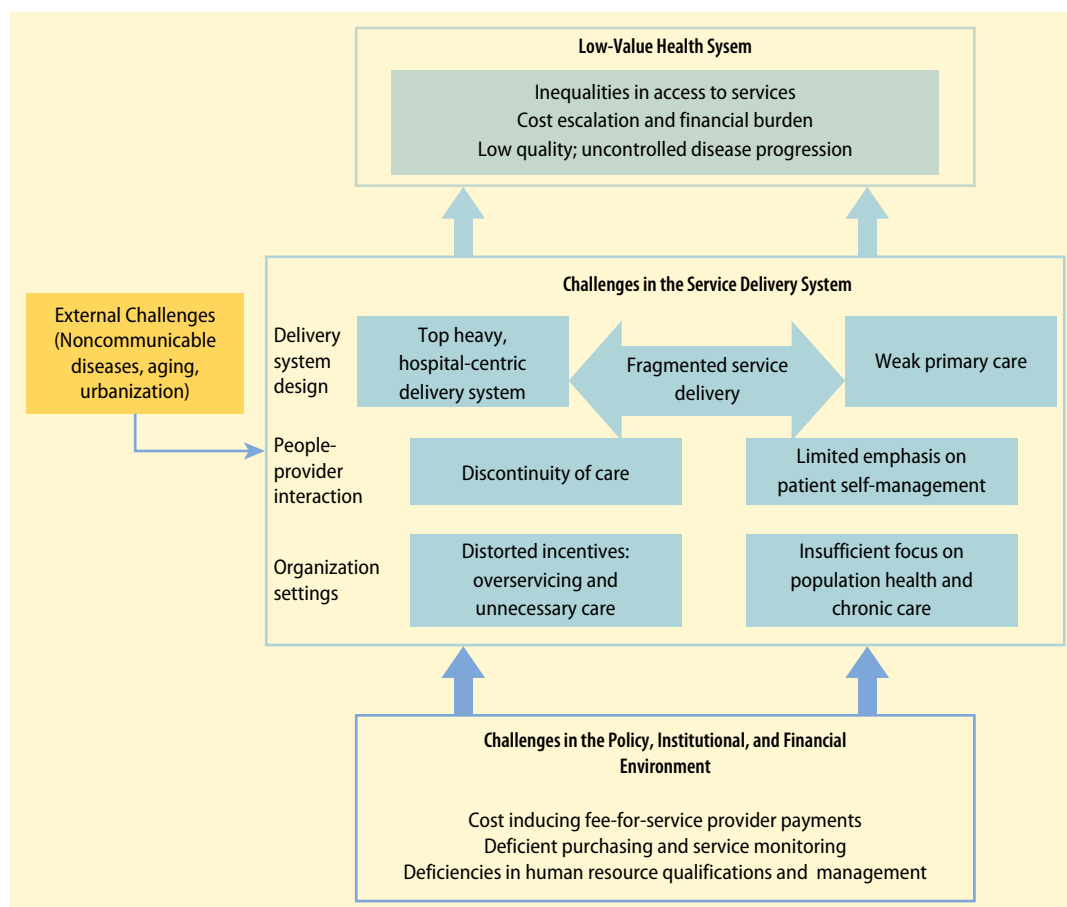 Low-Value Health Sysem
Inequalities in access to services
Cost escalation and financial burden
Low quality; uncontrolled disease progression
External Challenges
(Noncommunicable
diseases, aging,
urbanization)
Challenges in the Service Delivery System
Delivery
system
design
Top heavy,
hospital-centric
delivery system
Fragmented service
delivery
Weak primary care
People-
provider
interaction
Discontinuity of care
Limited emphasis on
patient self-management
Organization
settings
Distorted incentives:
overservicing and
unnecessary care
Insufficient focus on
population health and
chronic care
Challenges in the Policy, Institutional, and Financial
Environment
Cost inducing fee-for-service provider payments
Deficient purchasing and service monitoring
Deficiencies in human resource qualifications and management